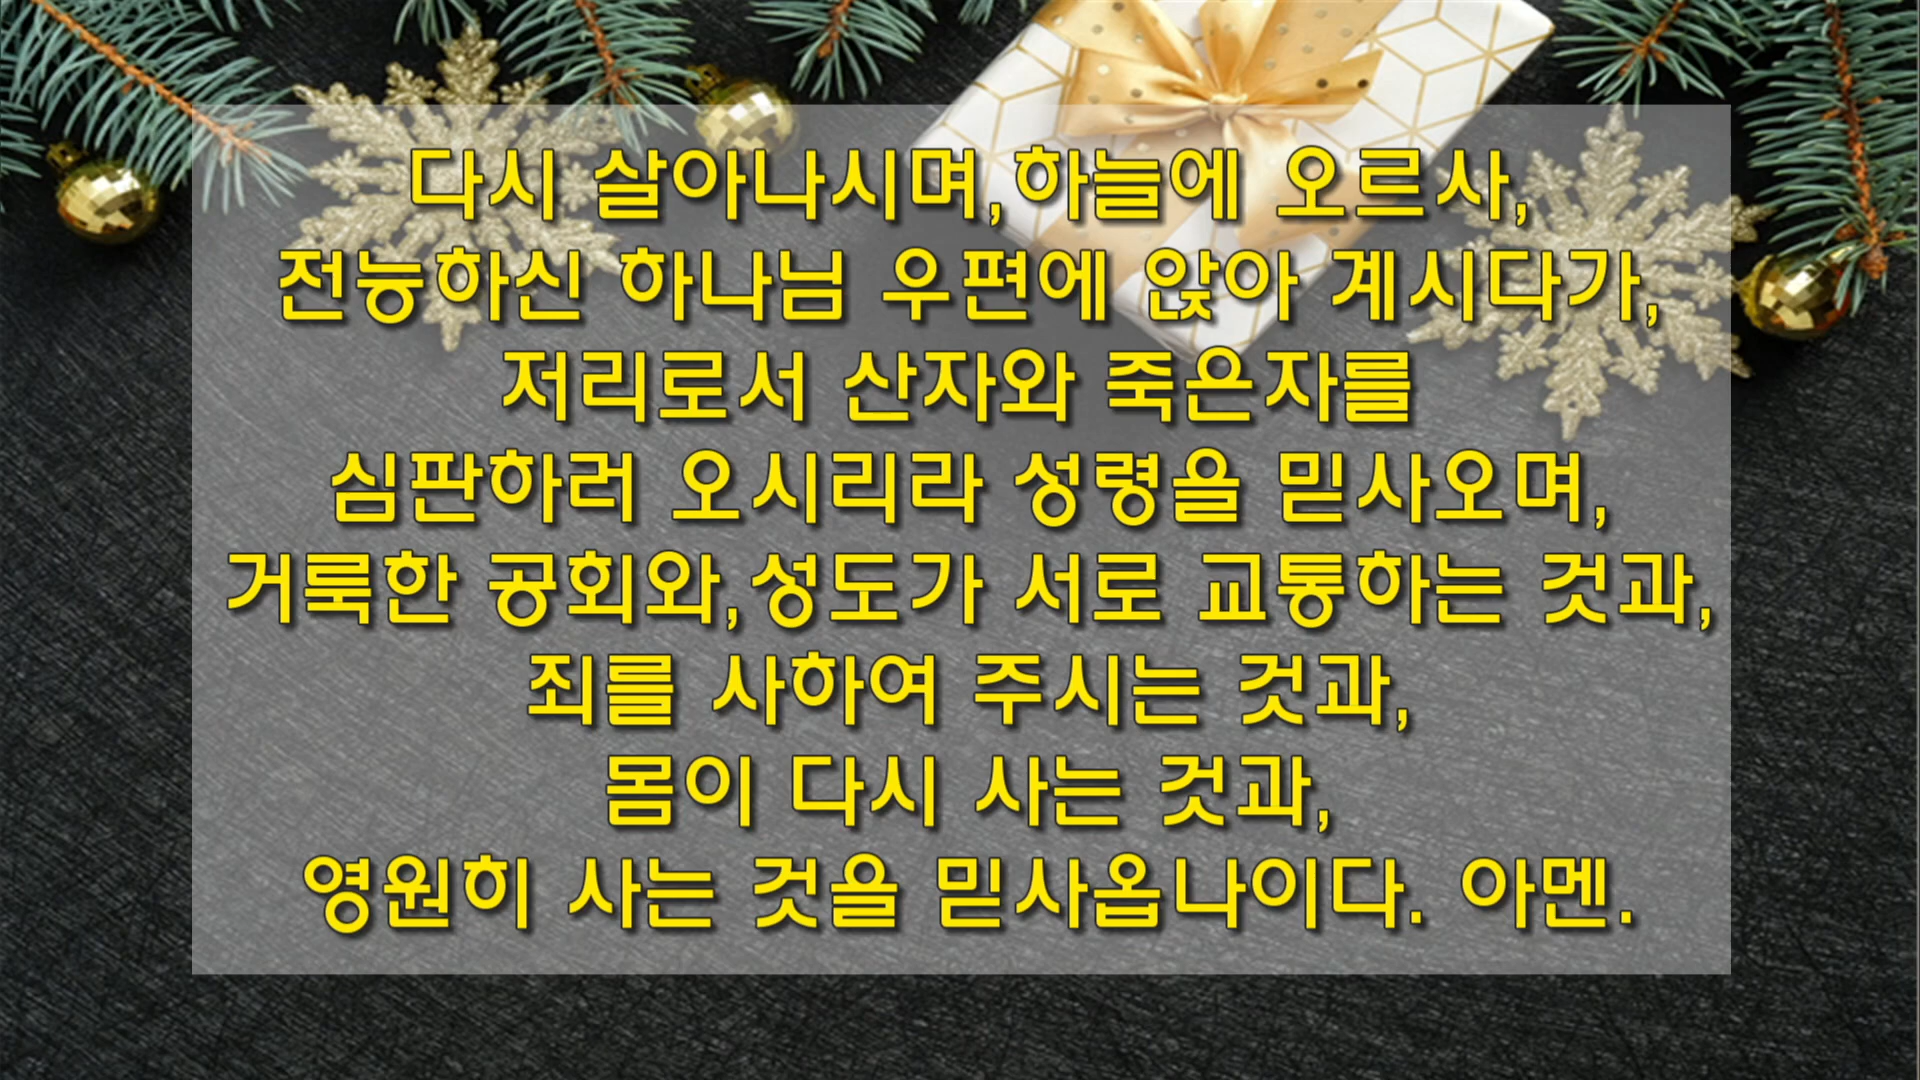 다시 살아나시며,하늘에 오르사,
전능하신 하나님 우편에 앉아 계시다가,
저리로서 산자와 죽은자를
심판하러 오시리라 성령을 믿사오며,
거룩한 공회와,성도가 서로 교통하는 것과,
죄를 사하여 주시는 것과,
몸이 다시 사는 것과,
영원히 사는 것을 믿사옵나이다. 아멘.